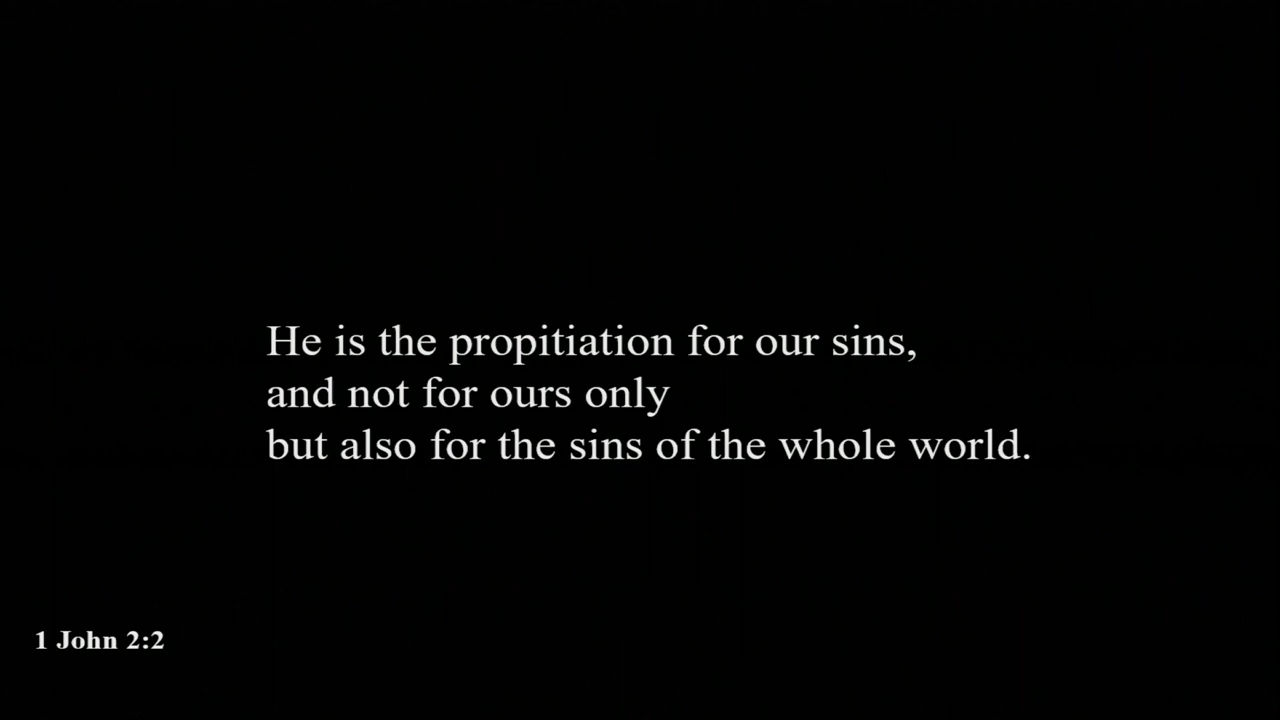 He is the propitiation for our sins,
and not for ours only
but also for the sins of the whole world.
1 John 2:2